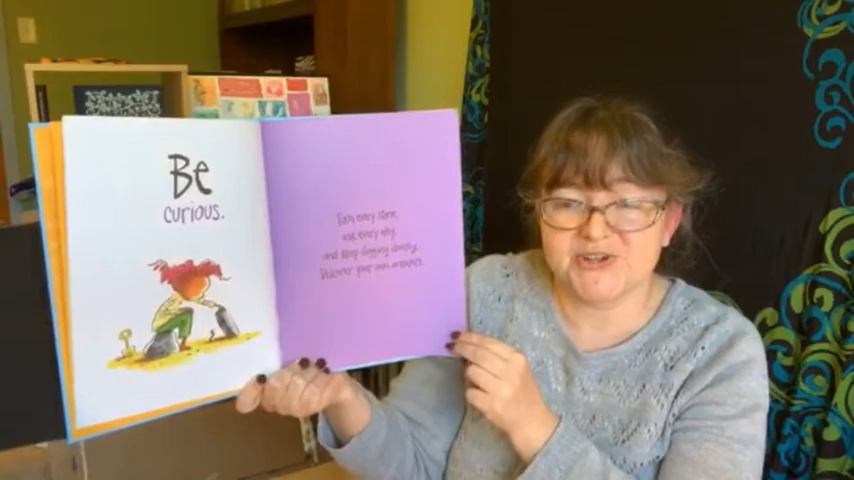 Be
curious.
Turn every stone,
ask every why,
and keep digging deeply.
Discover your own answers.